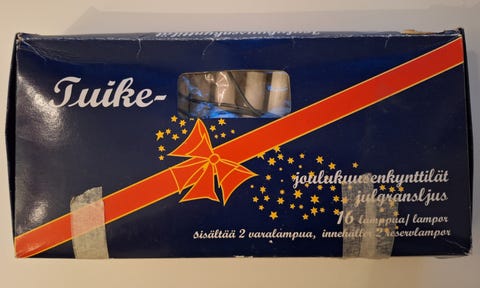 Tuike-
joulukuusenkynttilät
julgransljus
16 lamppua/ lampor
sisältää 2 varalamppua, innehåller 2 reservlampor